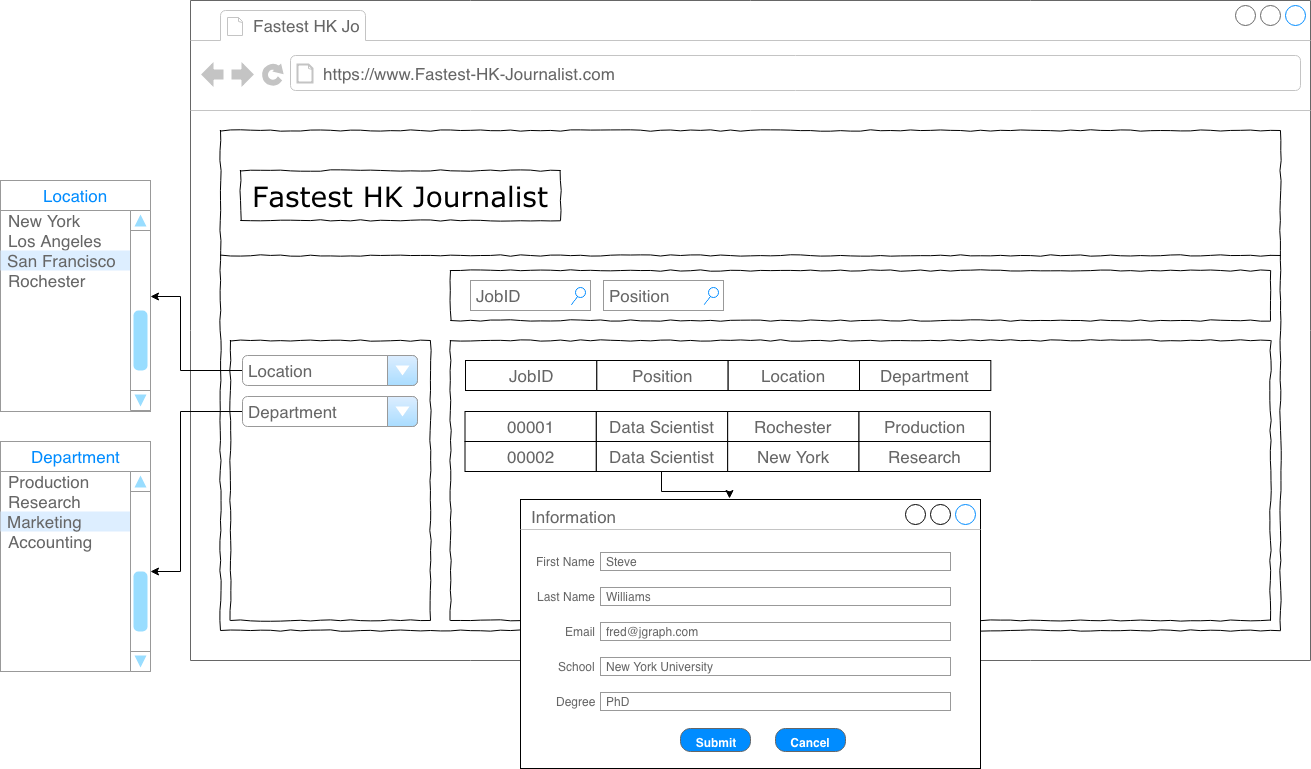 Fastest HK Jo
https://www.Fastest-HK-Journalist.com
Fastest HK Journalist
Location
New York
Los Angeles
San Francisco
Rochester
JobID
Position
Location
Department
JobID Position Location Department
00001 Data Scientist Rochester Production
00002 Data Scientist New York Research
Department
Production
Research
Marketing
Accounting
Information
First Name Steve
Last Name Williams
Email fred@jgraph.com
School New York University
Degree PhD
Submit Cancel